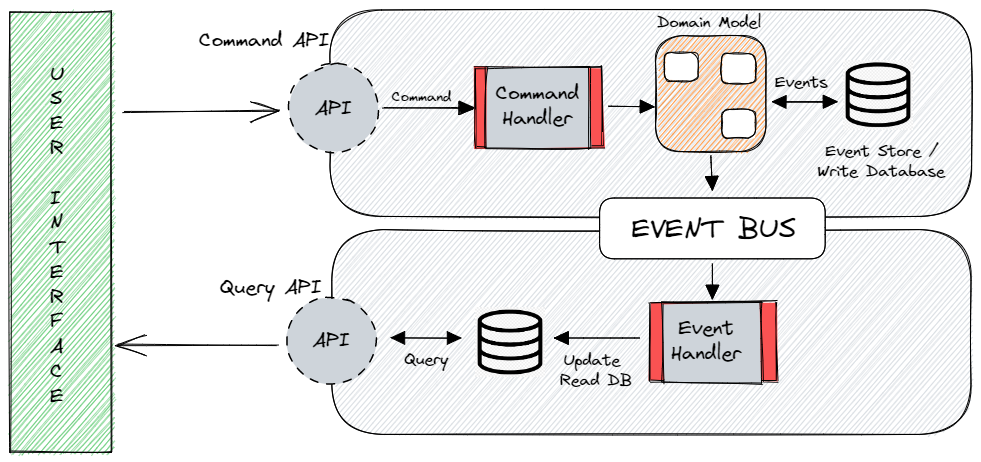 USER INTERFACE
Command API
API
Command
Command
Handler
Domain Model
Events
Event Store /
Write Database
EVENT BUS
Query API
API
Query
Update
Read DB
Event
Handler